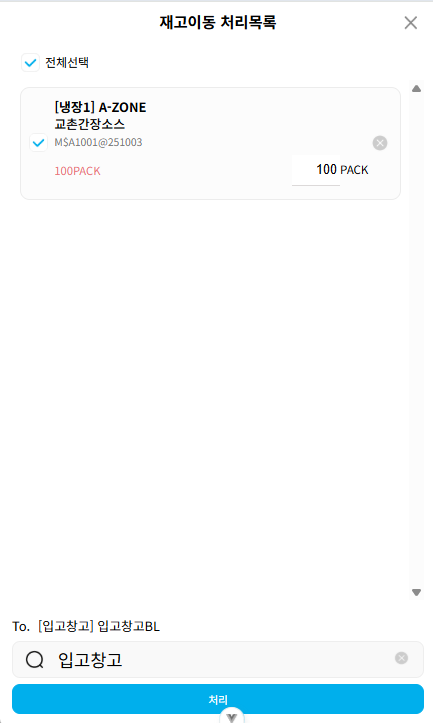 재고이동 처리목록
전체선택
[냉장1] A-ZONE
교촌간장소스
M$A1001@251003
100PACK
100 PACK
To. [입고창고] 입고창고BL
입고창고
처리